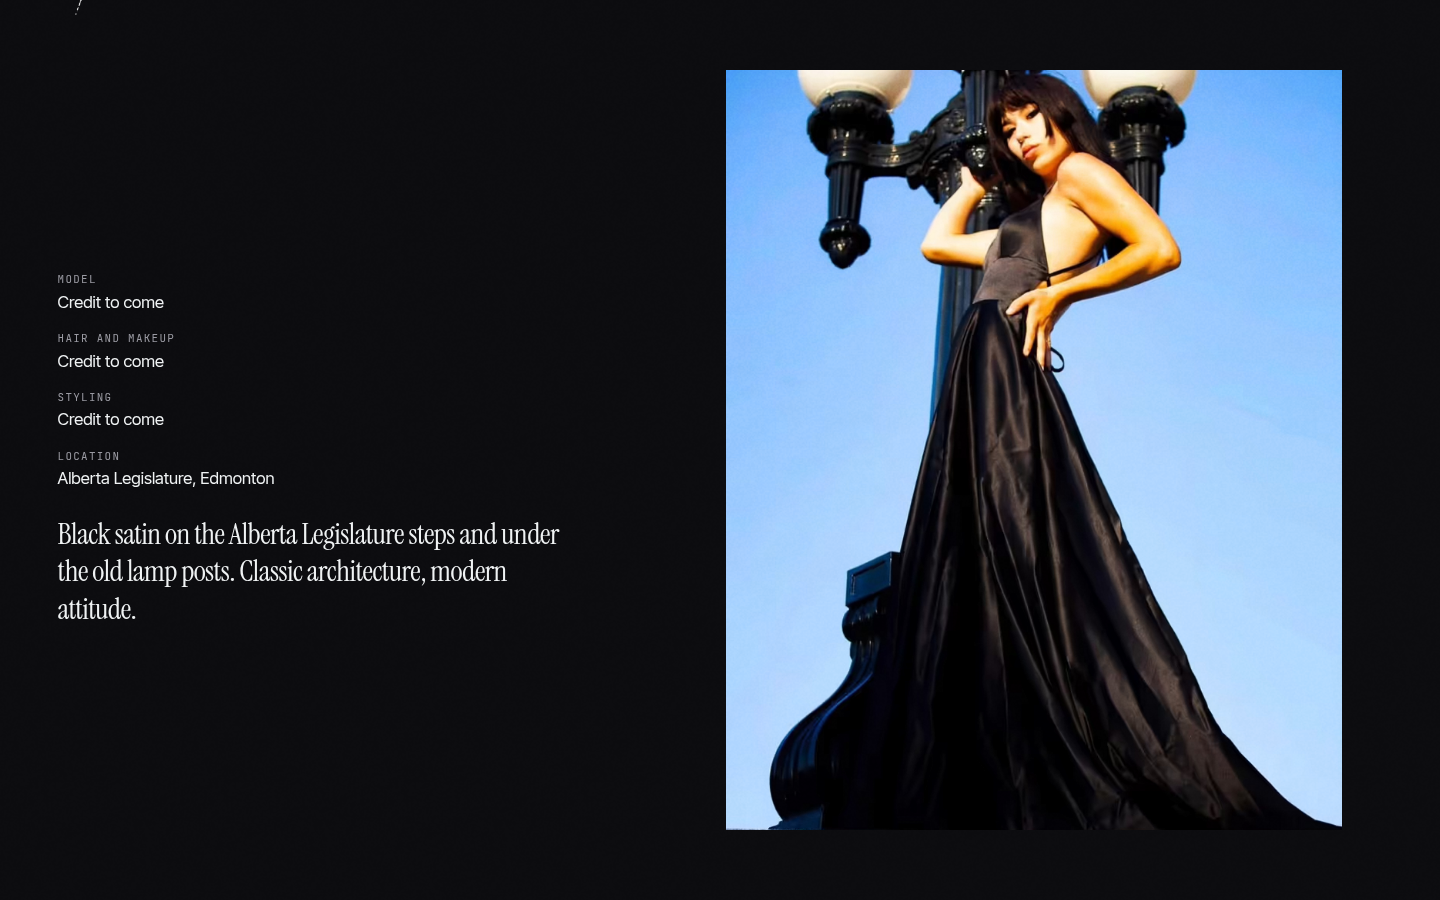 MODEL
Credit to come
HAIR AND MAKEUP
Credit to come
STYLING
Credit to come
LOCATION
Alberta Legislature, Edmonton
Black satin on the Alberta Legislature steps and under
the old lamp posts. Classic architecture, modern
attitude.